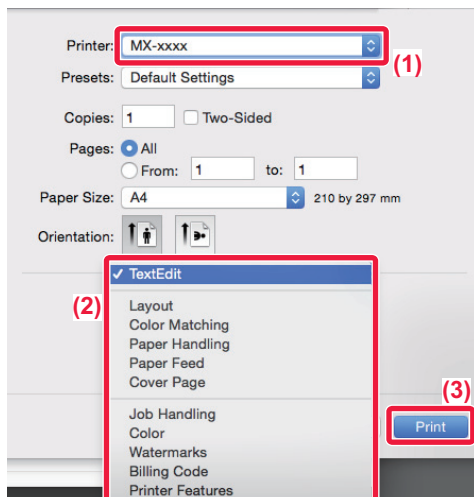 Printer: MX-xxxx
(1)
Presets: Default Settings
Copies: 1 Two-Sided
Pages: All
From: 1 to: 1
Paper Size: A4 210 by 297 mm
Orientation:
✓ TextEdit
(2)
Layout
Color Matching
Paper Handling
Paper Feed
Cover Page
(3)
Job Handling
Print
Color
Watermarks
Billing Code
Printer Features